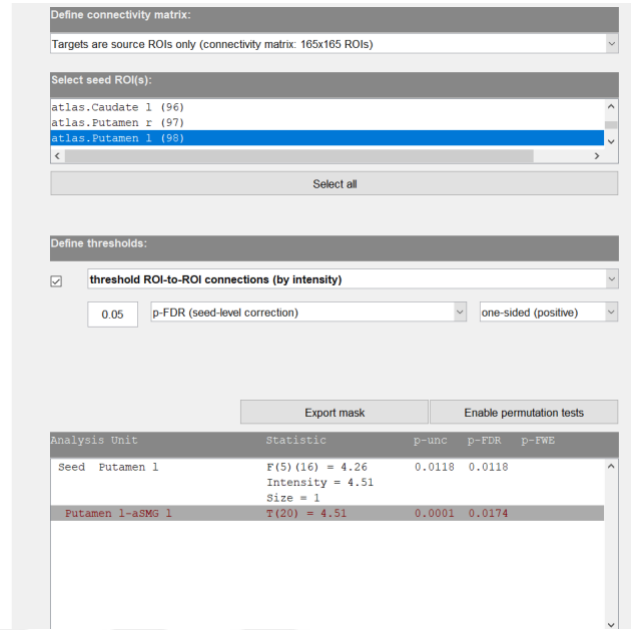 Define connectivity matrix:
Targets are source ROIs only (connectivity matrix: 165x165 ROIs)
Select seed ROI(s):
atlas.Caudate l (96)
atlas.Putamen r (97)
atlas.Putamen l (98)
Select all
Define thresholds:
threshold ROI-to-ROI connections (by intensity)
0.05 p-FDR (seed-level correction) one-sided (positive)
Export mask Enable permutation tests
Analysis Unit Statistic p-unc p-FDR p-FWE
Seed Putamen l F(5)(16) = 4.26 0.0118 0.0118
Intensity = 4.51
Size = 1
Putamen l-aSMG l T(20) = 4.51 0.0001 0.0174